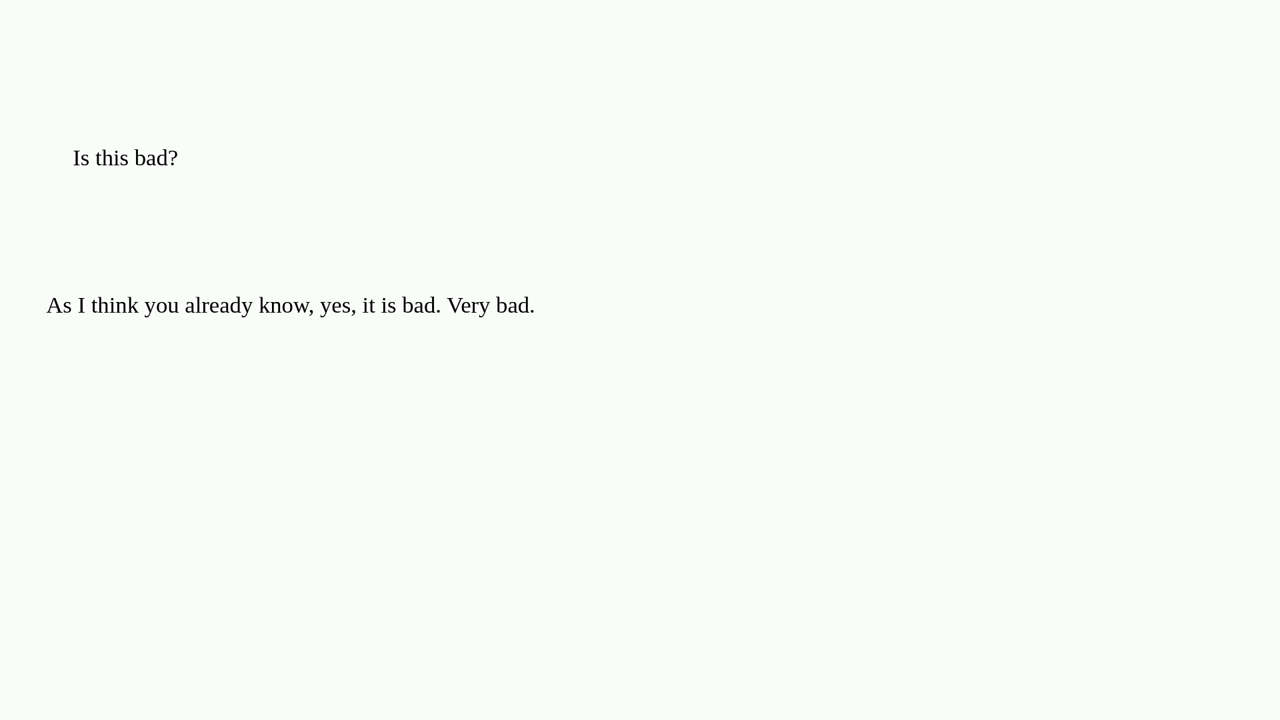 Is this bad?
As I think you already know, yes, it is bad. Very bad.